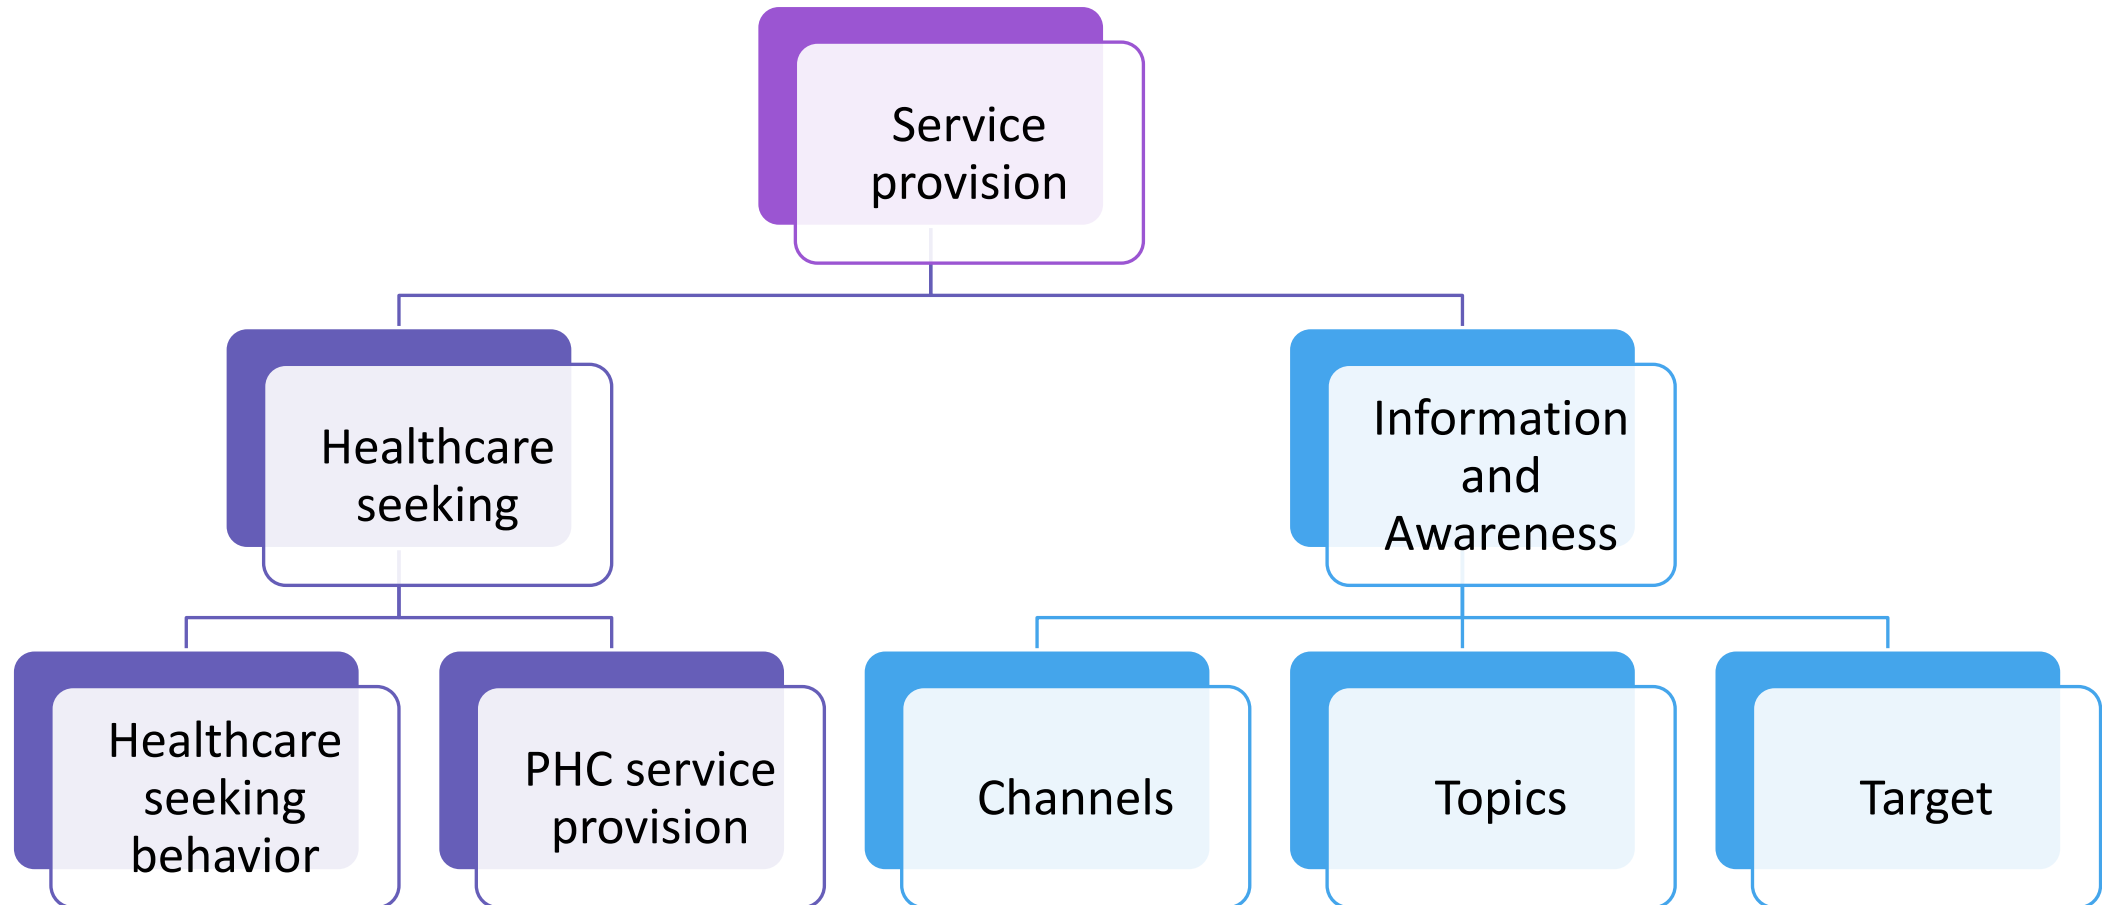 Service
provision
Healthcare
seeking
Information
and
Awareness
Healthcare
seeking
behavior
PHC service
provision
Channels
Topics
Target